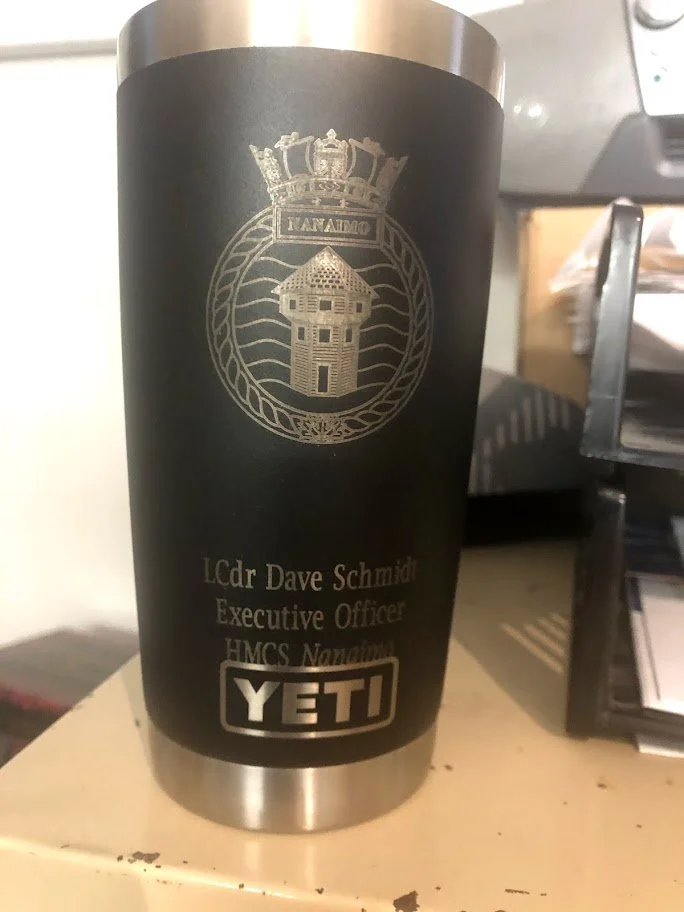 NANAIMO
LCdr Dave Schmidt
Executive Officer
HMCS Nanaimo
YETI